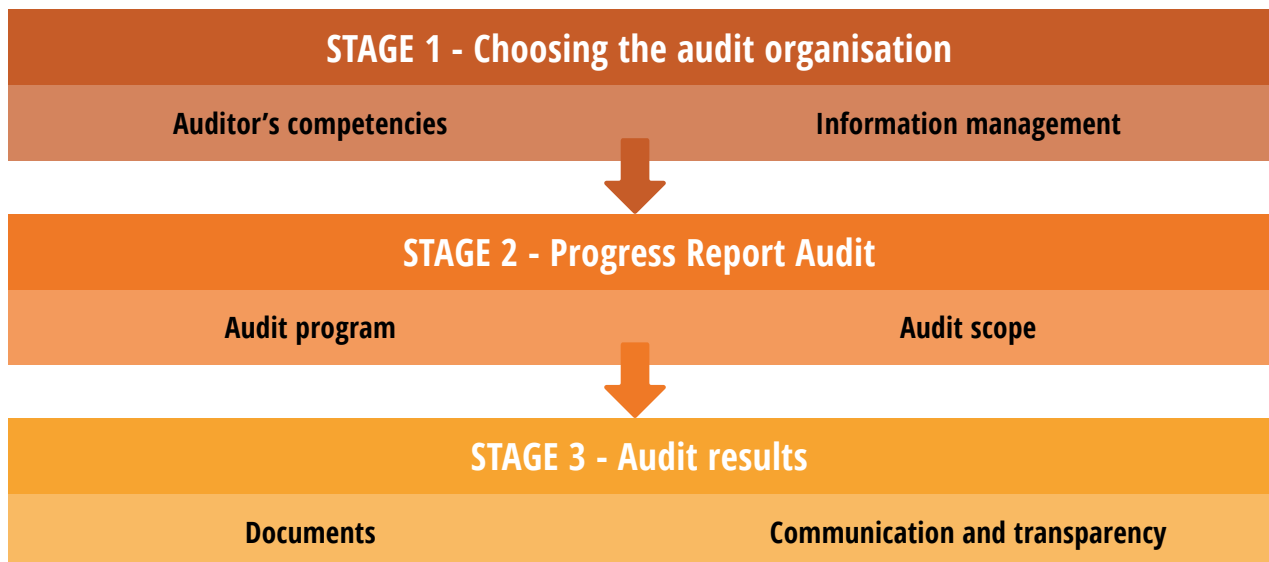 STAGE 1 - Choosing the audit organisation
Auditor's competencies
Information management
STAGE 2 - Progress Report Audit
Audit program
Audit scope
STAGE 3 - Audit results
Documents
Communication and transparency